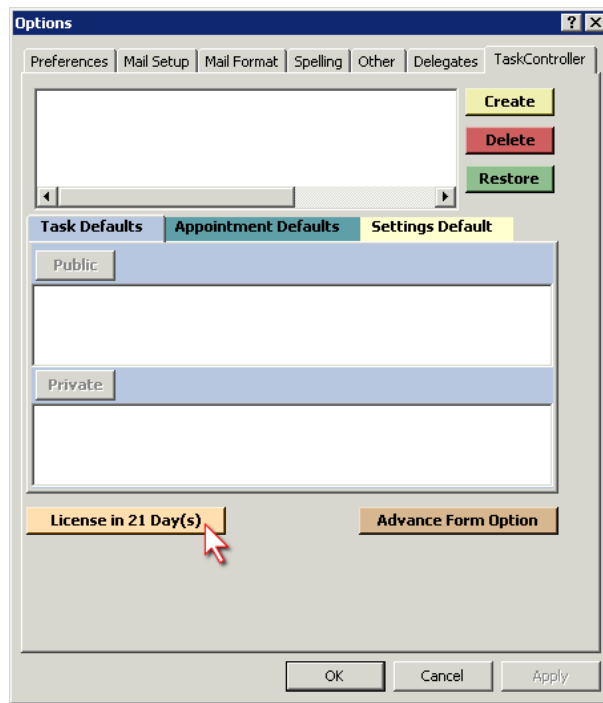 Options
Preferences Mail Setup Mail Format Spelling Other Delegates TaskController
Create
Delete
Restore
Task Defaults Appointment Defaults Settings Default
Public
Private
License in 21 Day(s) Advance Form Option
OK Cancel Apply